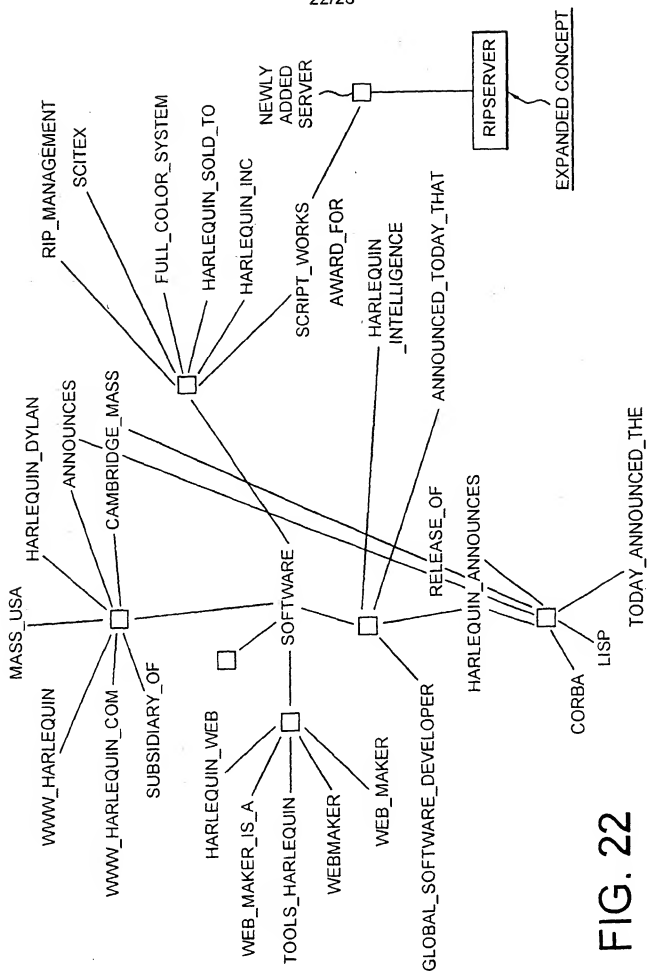 22/23
MASS_USA
WWW_HARLEQUIN
HARLEQUIN_DYLAN
WWW_HARLEQUIN_COM
ANNOUNCES
SUBSIDIARY_OF
CAMBRIDGE_MASS
RIP_MANAGEMENT
SCITEX
FULL_COLOR_SYSTEM
HARLEQUIN_SOLD_TO
HARLEQUIN_INC
SCRIPT_WORKS
NEWLY
ADDED
SERVER
RIPSERVER
EXPANDED CONCEPT
SOFTWARE
HARLEQUIN_WEB
WEB_MAKER_IS_A
TOOLS_HARLEQUIN
WEBMAKER
WEB_MAKER
AWARD_FOR
HARLEQUIN
_INTELLIGENCE
ANNOUNCED_TODAY_THAT
GLOBAL_SOFTWARE_DEVELOPER
RELEASE_OF
HARLEQUIN_ANNOUNCES
CORBA
LISP
TODAY_ANNOUNCED_THE
FIG. 22